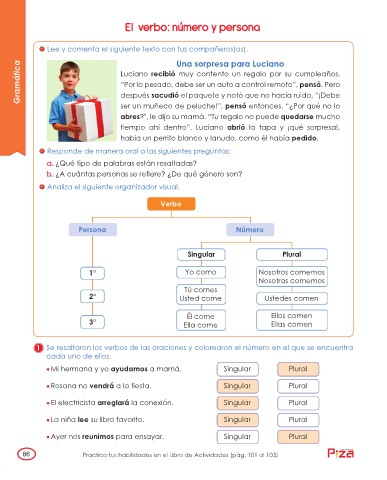 El verbo: número y persona
Gramática
Lee y comenta el siguiente texto con tus compañeros(as).
Una sorpresa para Luciano
Luciano recibió muy contento un regalo por su cumpleaños.
"Por lo pesado, debe ser un auto a control remoto", pensó. Pero
después sacudió el paquete y notó que no hacía ruido, "¡Debe
ser un muñeco de peluche!", pensó entonces. "¿Por qué no lo
abres?", le dijo su mamá. "Tu regalo no puede quedarse mucho
tiempo ahí dentro". Luciano abrió la tapa y ¡qué sorpresa!,
había un perrito blanco y lanudo, como él había pedido.
Responde de manera oral a las siguientes preguntas:
a. ¿Qué tipo de palabras están resaltadas?
b. ¿A cuántas personas se refiere? ¿De qué género son?
Analiza el siguiente organizador visual.
Verbo
Persona Número
Singular Plural
1° Yo como Nosotros comemos
Nosotras comemos
2° Tú comes
Usted come Ustedes comen
3° Él come Ellos comen
Ella come Ellas comen
1 Se resaltaron los verbos de las oraciones y colorearon el número en el que se encuentra
cada uno de ellos.
Mi hermana y yo ayudamos a mamá. Singular Plural
Rosana no vendrá a la fiesta. Singular Plural
El electricista arreglará la conexión. Singular Plural
La niña lee su libro favorito. Singular Plural
Ayer nos reunimos para ensayar. Singular Plural
86 Practica tus habilidades en el Libro de Actividades (pág. 101 al 103)